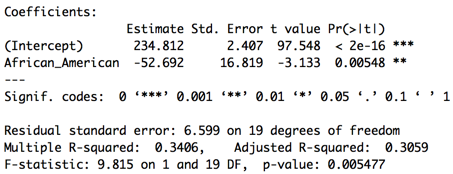 Coefficients:
Estimate Std. Error t value Pr(>|t|)
(Intercept) 234.812 2.407 97.548 < 2e-16 ***
African_American -52.692 16.819 -3.133 0.00548 **
---
Signif. codes: 0 ‘***’ 0.001 ‘**’ 0.01 ‘*’ 0.05 ‘.’ 0.1 ‘ ’ 1
Residual standard error: 6.599 on 19 degrees of freedom
Multiple R-squared: 0.3406, Adjusted R-squared: 0.3059
F-statistic: 9.815 on 1 and 19 DF, p-value: 0.005477